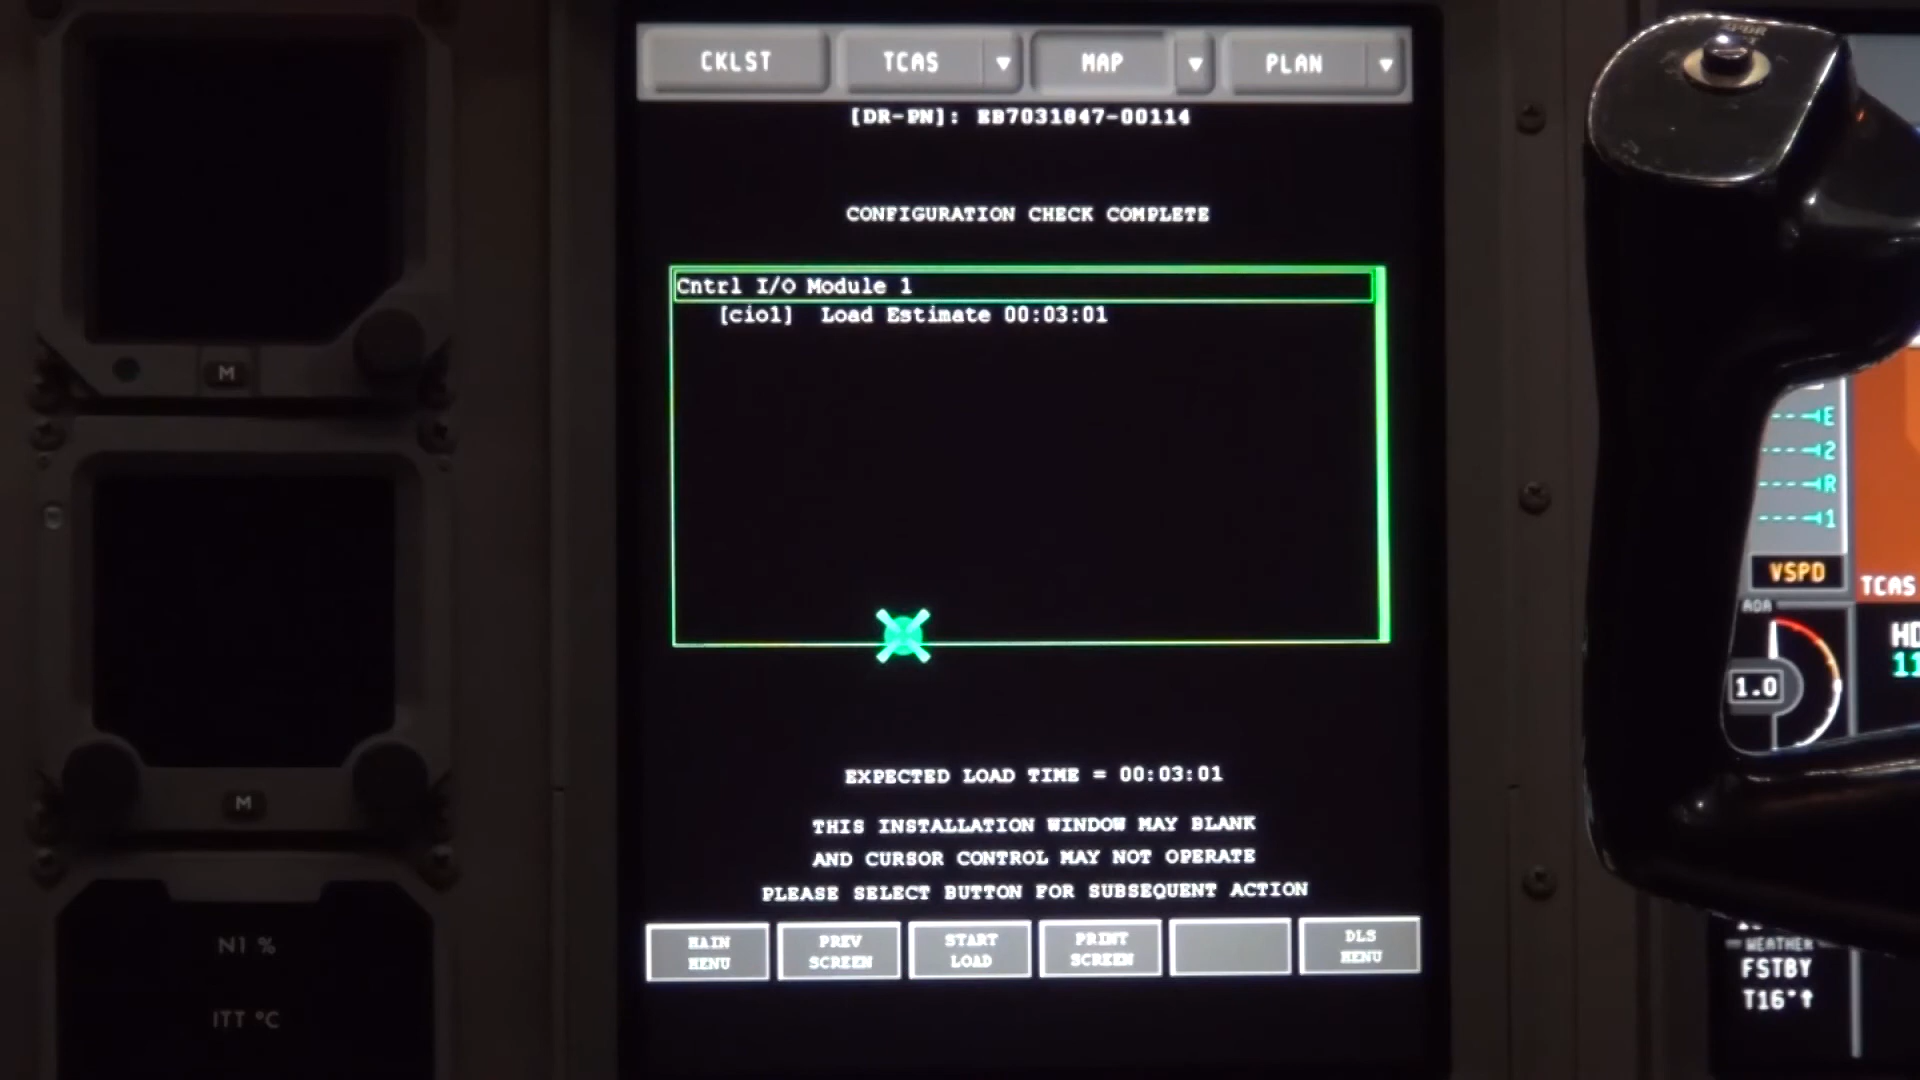 CKLST TCAS MAP PLAN
[DR-PN]: EB7031847-00114
CONFIGURATION CHECK COMPLETE
Cntrl I/O Module 1
[cio1] Load Estimate 00:03:01
EXPECTED LOAD TIME = 00:03:01
THIS INSTALLATION WINDOW MAY BLANK
AND CURSOR CONTROL MAY NOT OPERATE
PLEASE SELECT BUTTON FOR SUBSEQUENT ACTION
MAIN
MENU
PREV
SCREEN
START
LOAD
PRINT
SCREEN
DLS
MENU
M
M
N1 %
ITT °C
E
2
R
1
VSPD
TCAS
AOA
1.0
11
WEATHER
FSTBY
T16°↑